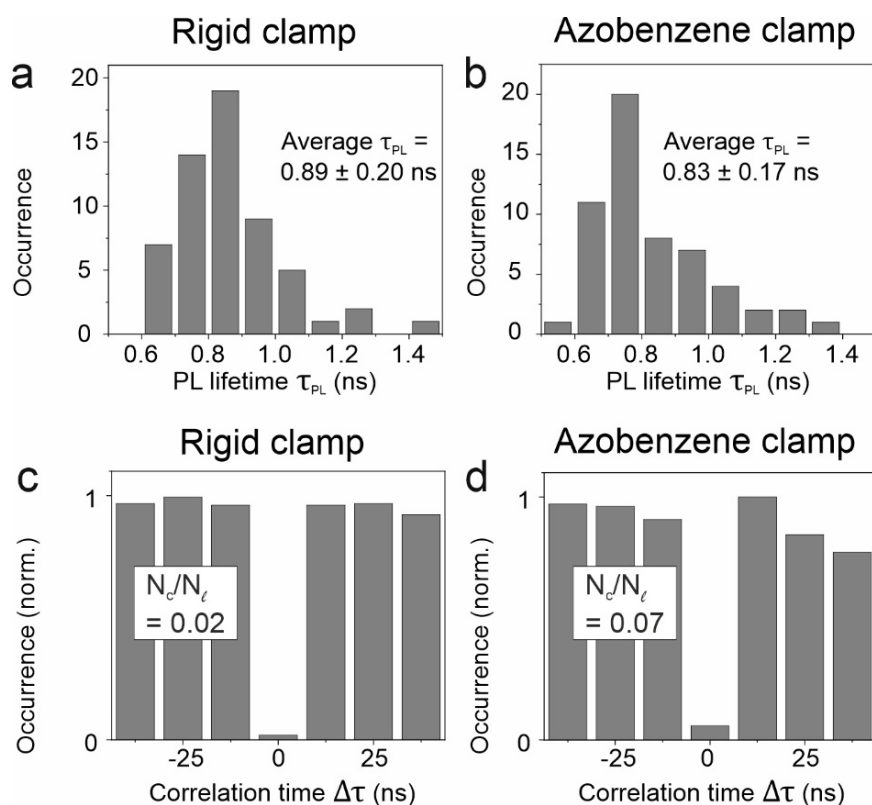 Rigid clamp
Azobenzene clamp
a
b
20
15
10
5
0
Occurrence
Average τPL =
0.89 ± 0.20 ns
0.6 0.8 1.0 1.2 1.4
PL lifetime τPL (ns)
20
15
10
5
0
Occurrence
Average τPL =
0.83 ± 0.17 ns
0.6 0.8 1.0 1.2 1.4
PL lifetime τPL (ns)
Rigid clamp
Azobenzene clamp
c
d
1
0
Occurrence (norm.)
Nc/Nℓ
= 0.02
-25 0 25
Correlation time Δτ (ns)
1
0
Occurrence (norm.)
Nc/Nℓ
= 0.07
-25 0 25
Correlation time Δτ (ns)